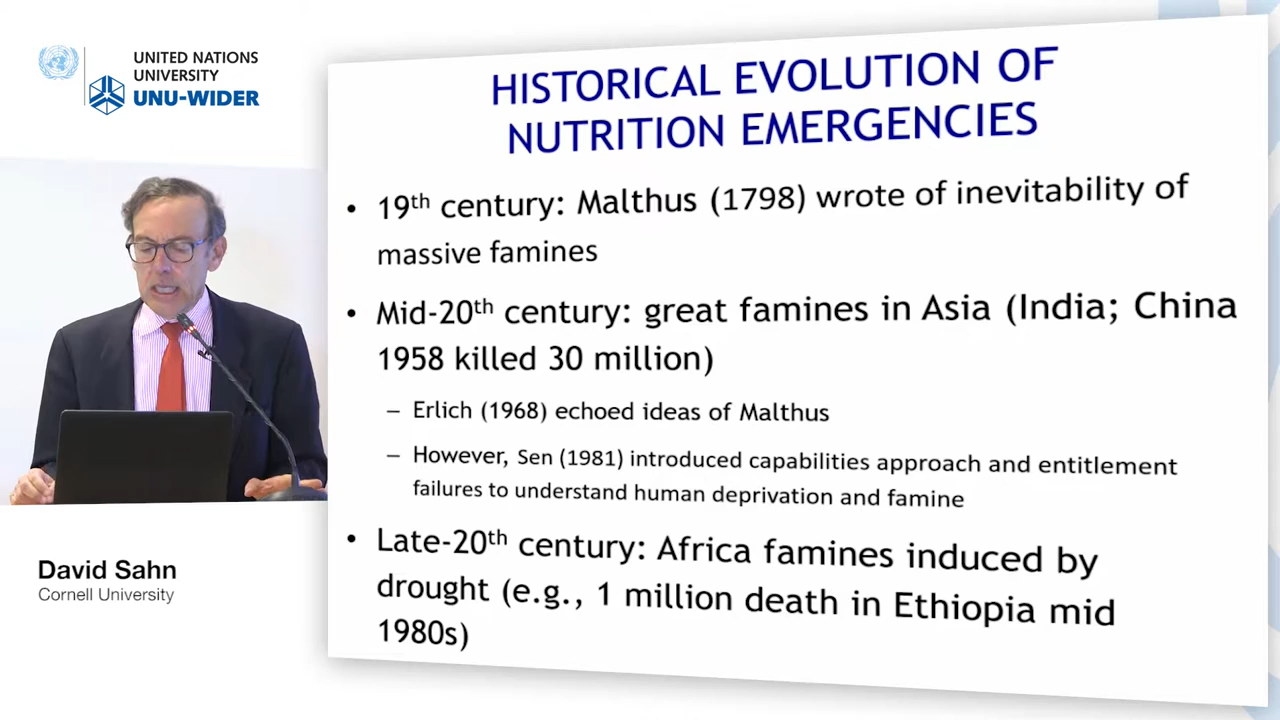 UNITED NATIONS
UNIVERSITY
UNU-WIDER
HISTORICAL EVOLUTION OF
NUTRITION EMERGENCIES
• 19th century: Malthus (1798) wrote of inevitability of
massive famines
• Mid-20th century: great famines in Asia (India; China
1958 killed 30 million)
– Erlich (1968) echoed ideas of Malthus
– However, Sen (1981) introduced capabilities approach and entitlement
failures to understand human deprivation and famine
• Late-20th century: Africa famines induced by
drought (e.g., 1 million death in Ethiopia mid
1980s)
David Sahn
Cornell University